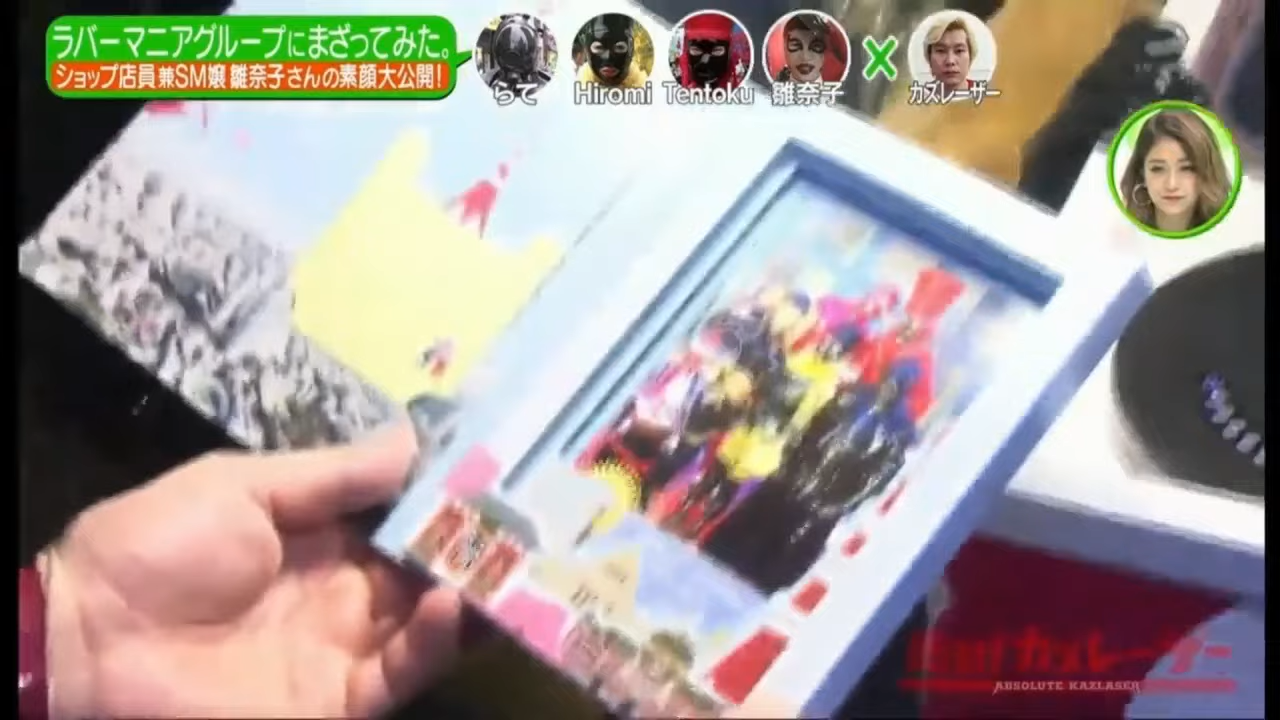 ラバーマニアグループにまざってみた。
ショップ店員兼SM嬢 雛奈子さんの素顔大公開!
らて
Hiromi
Tentoku
雛奈子
X
カズレーザー
カズレーザー
ABSOLUTE KAZLASER